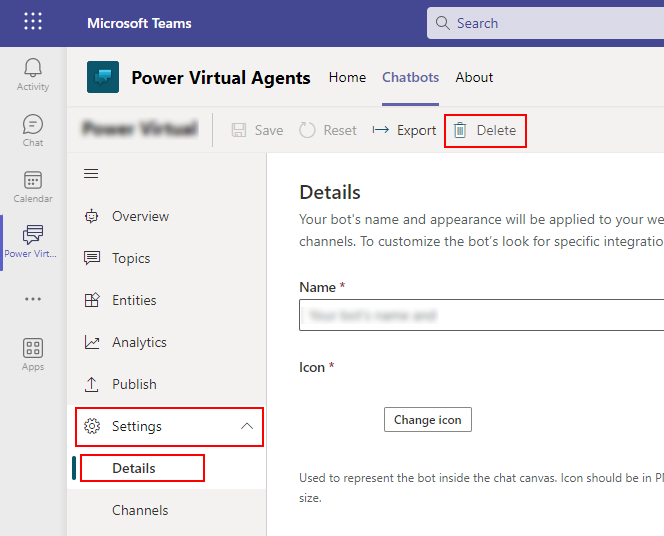 Microsoft Teams
Search
Activity
Chat
Calendar
Power Virt...
Apps
Power Virtual Agents Home Chatbots About
Save Reset Export Delete
Overview
Topics
Entities
Analytics
Publish
Settings
Details
Channels
Details
Your bot's name and appearance will be applied to your we
channels. To customize the bot's look for specific integratio
Name *
Icon *
Change icon
Used to represent the bot inside the chat canvas. Icon should be in
size.